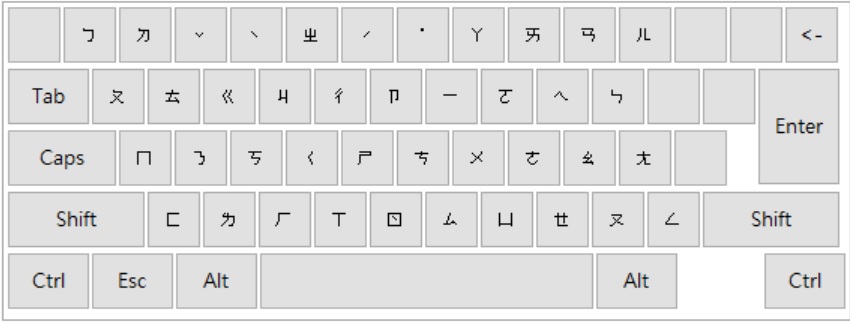 ㄅ ㄉ ˇ ˋ ㄓ ˊ ˙ ㄚ ㄞ ㄢ ㄦ <-
Tab ㄆ ㄊ ㄍ ㄐ ㄔ ㄗ ㄧ ㄛ ㄟ ㄣ
Enter
Caps ㄇ ㄋ ㄎ ㄑ ㄕ ㄘ ㄨ ㄜ ㄠ ㄤ
Shift ㄈ ㄌ ㄏ ㄒ ㄖ ㄙ ㄩ ㄝ ㄡ ㄥ Shift
Ctrl Esc Alt Alt Ctrl